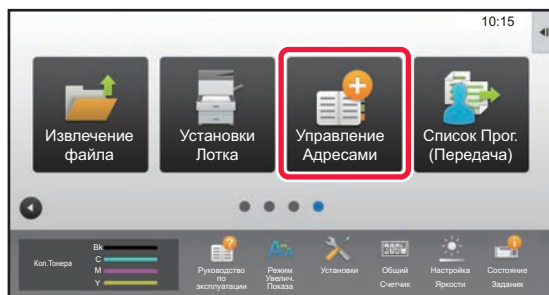 10:15
Извлечение
файла
Установки
Лотка
Управление
Адресами
Список Прог.
(Передача)
Кол.Тонера
Bk
C
M
Y
Руководство
по
эксплуатации
Режим
Увелич.
Показа
Установки
Общий
Счетчик
Настройка
Яркости
Состояние
Задания